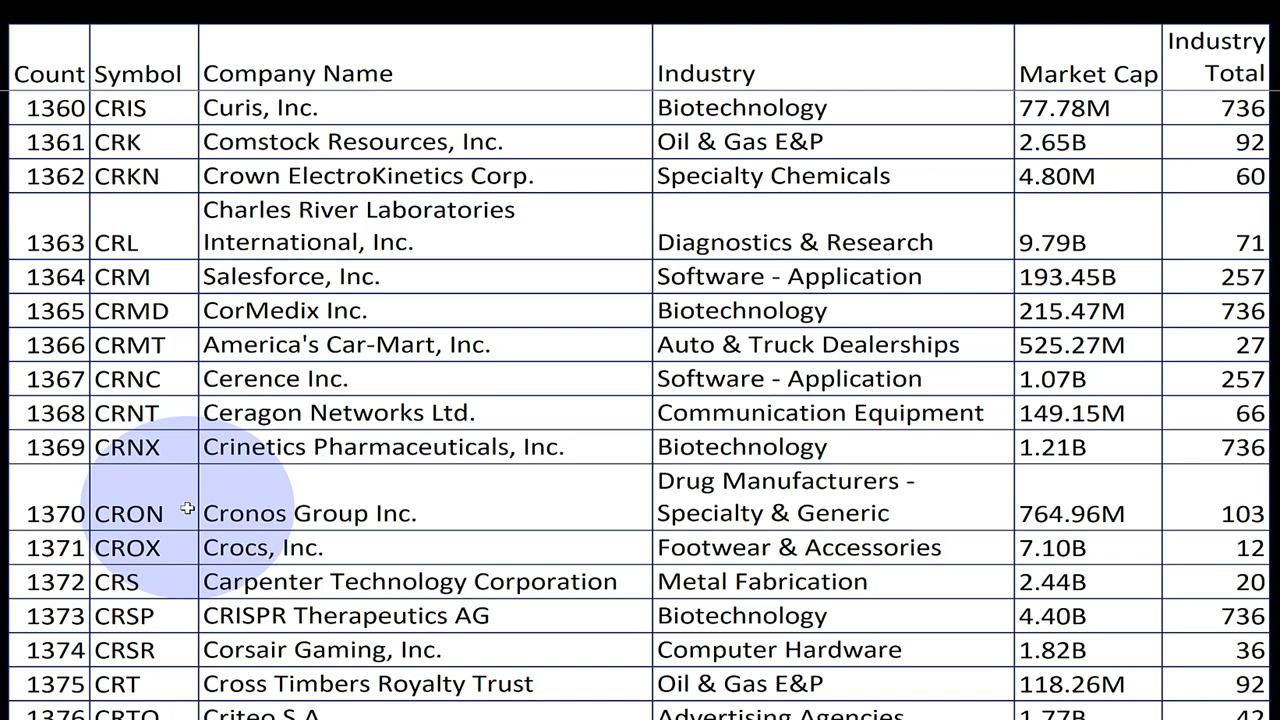 Industry
Count Symbol Company Name Industry Market Cap Total
1360 CRIS Curis, Inc. Biotechnology 77.78M 736
1361 CRK Comstock Resources, Inc. Oil & Gas E&P 2.65B 92
1362 CRKN Crown ElectroKinetics Corp. Specialty Chemicals 4.80M 60
Charles River Laboratories
1363 CRL International, Inc. Diagnostics & Research 9.79B 71
1364 CRM Salesforce, Inc. Software - Application 193.45B 257
1365 CRMD CorMedix Inc. Biotechnology 215.47M 736
1366 CRMT America's Car-Mart, Inc. Auto & Truck Dealerships 525.27M 27
1367 CRNC Cerence Inc. Software - Application 1.07B 257
1368 CRNT Ceragon Networks Ltd. Communication Equipment 149.15M 66
1369 CRNX Crinetics Pharmaceuticals, Inc. Biotechnology 1.21B 736
Drug Manufacturers -
1370 CRON Cronos Group Inc. Specialty & Generic 764.96M 103
1371 CROX Crocs, Inc. Footwear & Accessories 7.10B 12
1372 CRS Carpenter Technology Corporation Metal Fabrication 2.44B 20
1373 CRSP CRISPR Therapeutics AG Biotechnology 4.40B 736
1374 CRSR Corsair Gaming, Inc. Computer Hardware 1.82B 36
1375 CRT Cross Timbers Royalty Trust Oil & Gas E&P 118.26M 92
1376 CRTO Criteo S.A. Advertising Agencies 1.77B 42